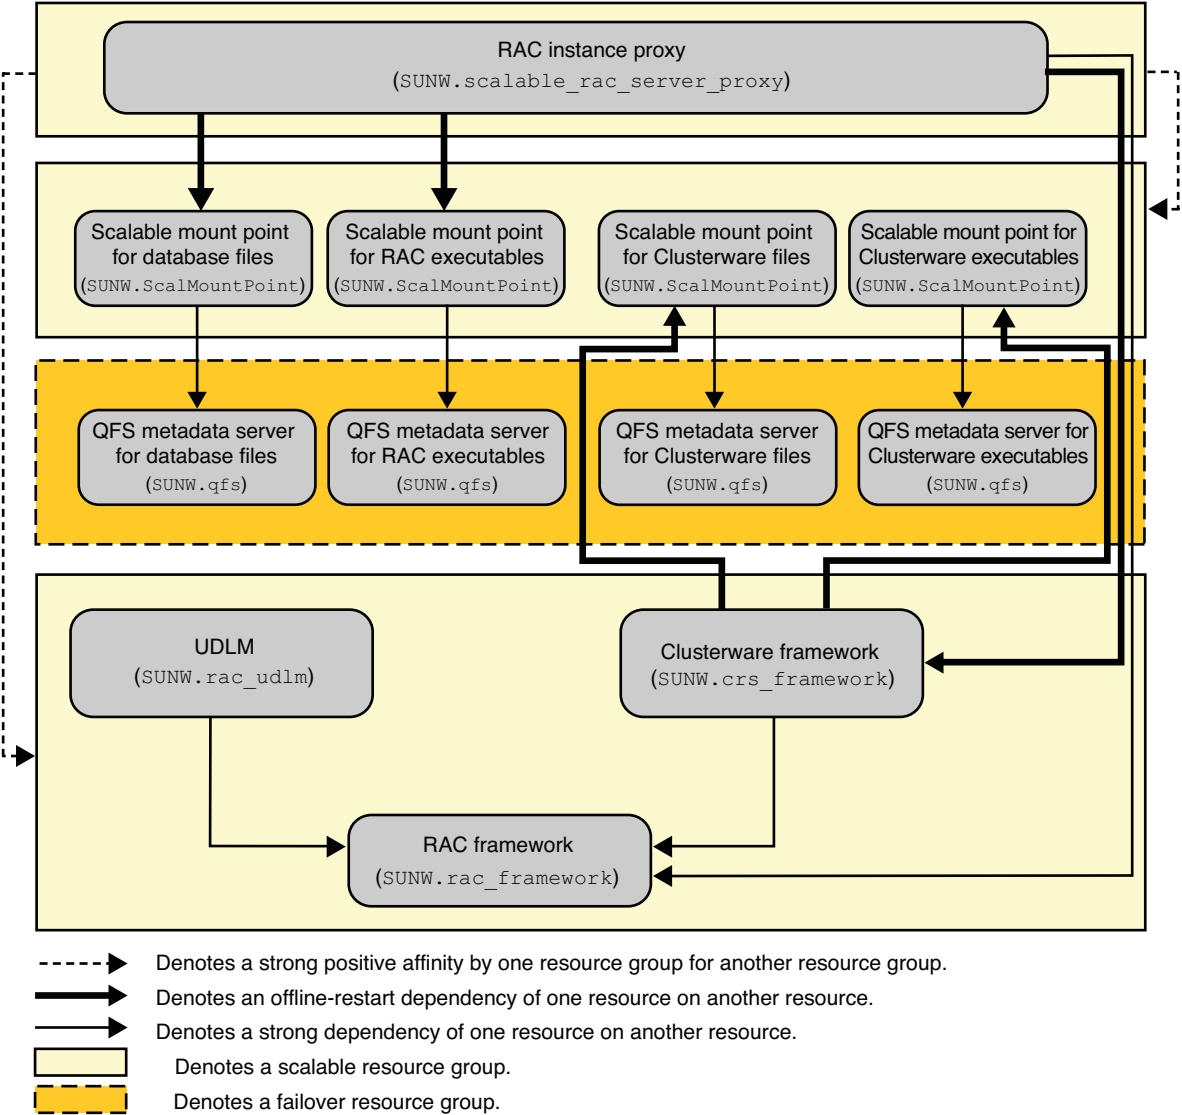 RAC instance proxy
(SUNW.scalable_rac_server_proxy)
Scalable mount point
for database files
(SUNW.ScalMountPoint)
Scalable mount point
for RAC executables
(SUNW.ScalMountPoint)
Scalable mount point
for Clusterware files
(SUNW.ScalMountPoint)
Scalable mount point for
Clusterware executables
(SUNW.ScalMountPoint)
QFS metadata server
for database files
(SUNW.qfs)
QFS metadata server
for RAC executables
(SUNW.qfs)
QFS metadata server
for Clusterware files
(SUNW.qfs)
QFS metadata server for
Clusterware executables
(SUNW.qfs)
UDLM
(SUNW.rac_udlm)
Clusterware framework
(SUNW.crs_framework)
RAC framework
(SUNW.rac_framework)
Denotes a strong positive affinity by one resource group for another resource group.
Denotes an offline-restart dependency of one resource on another resource.
Denotes a strong dependency of one resource on another resource.
Denotes a scalable resource group.
Denotes a failover resource group.